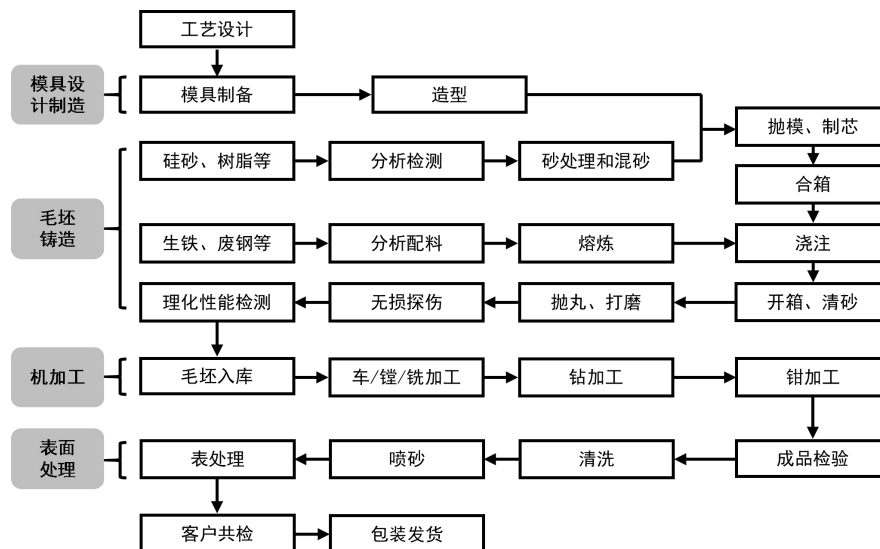 工艺设计
模具设
计制造
模具制备
造型
抛模、制芯
硅砂、树脂等
分析检测
砂处理和混砂
合箱
毛坯
铸造
生铁、废钢等
分析配料
熔炼
浇注
理化性能检测
无损探伤
抛丸、打磨
开箱、清砂
机加工
毛坯入库
车/镗/铣加工
钻加工
钳加工
表面
处理
表处理
喷砂
清洗
成品检验
客户共检
包装发货